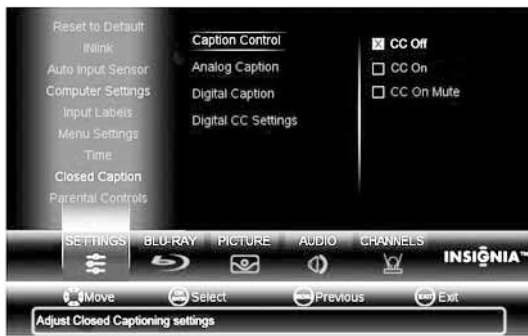 Reset to Default
INlink
Auto Input Sensor
Computer Settings
Input Labels
Menu Settings
Time
Closed Caption
Parental Controls
Caption Control
Analog Caption
Digital Caption
Digital CC Settings
X CC Off
CC On
CC On Mute
SETTINGS BLU-RAY PICTURE AUDIO CHANNELS
INSIGNIA™
Move Select Previous EXIT Exit
Adjust Closed Captioning settings